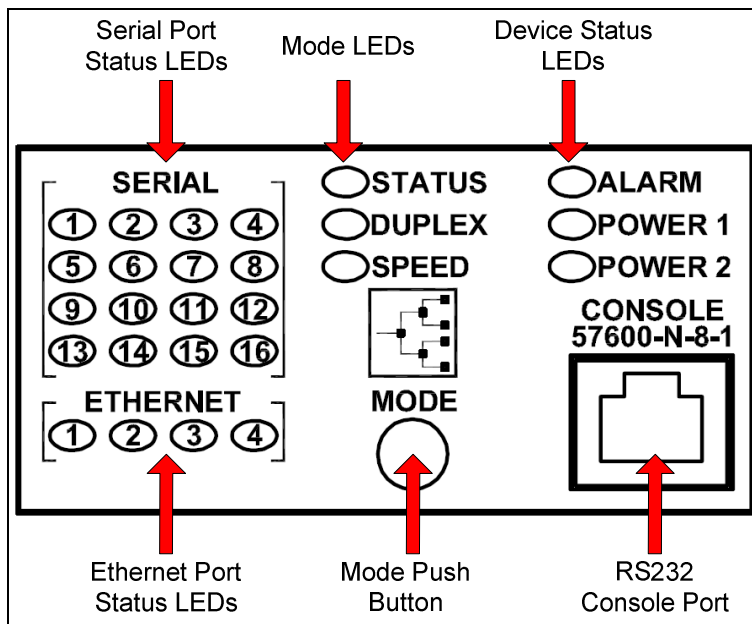 Serial Port
Status LEDs
Mode LEDs
Device Status
LEDs
SERIAL
1 2 3 4
5 6 7 8
9 10 11 12
13 14 15 16
ETHERNET
1 2 3 4
STATUS
DUPLEX
SPEED
MODE
ALARM
POWER 1
POWER 2
CONSOLE
57600-N-8-1
Ethernet Port
Status LEDs
Mode Push
Button
RS232
Console Port